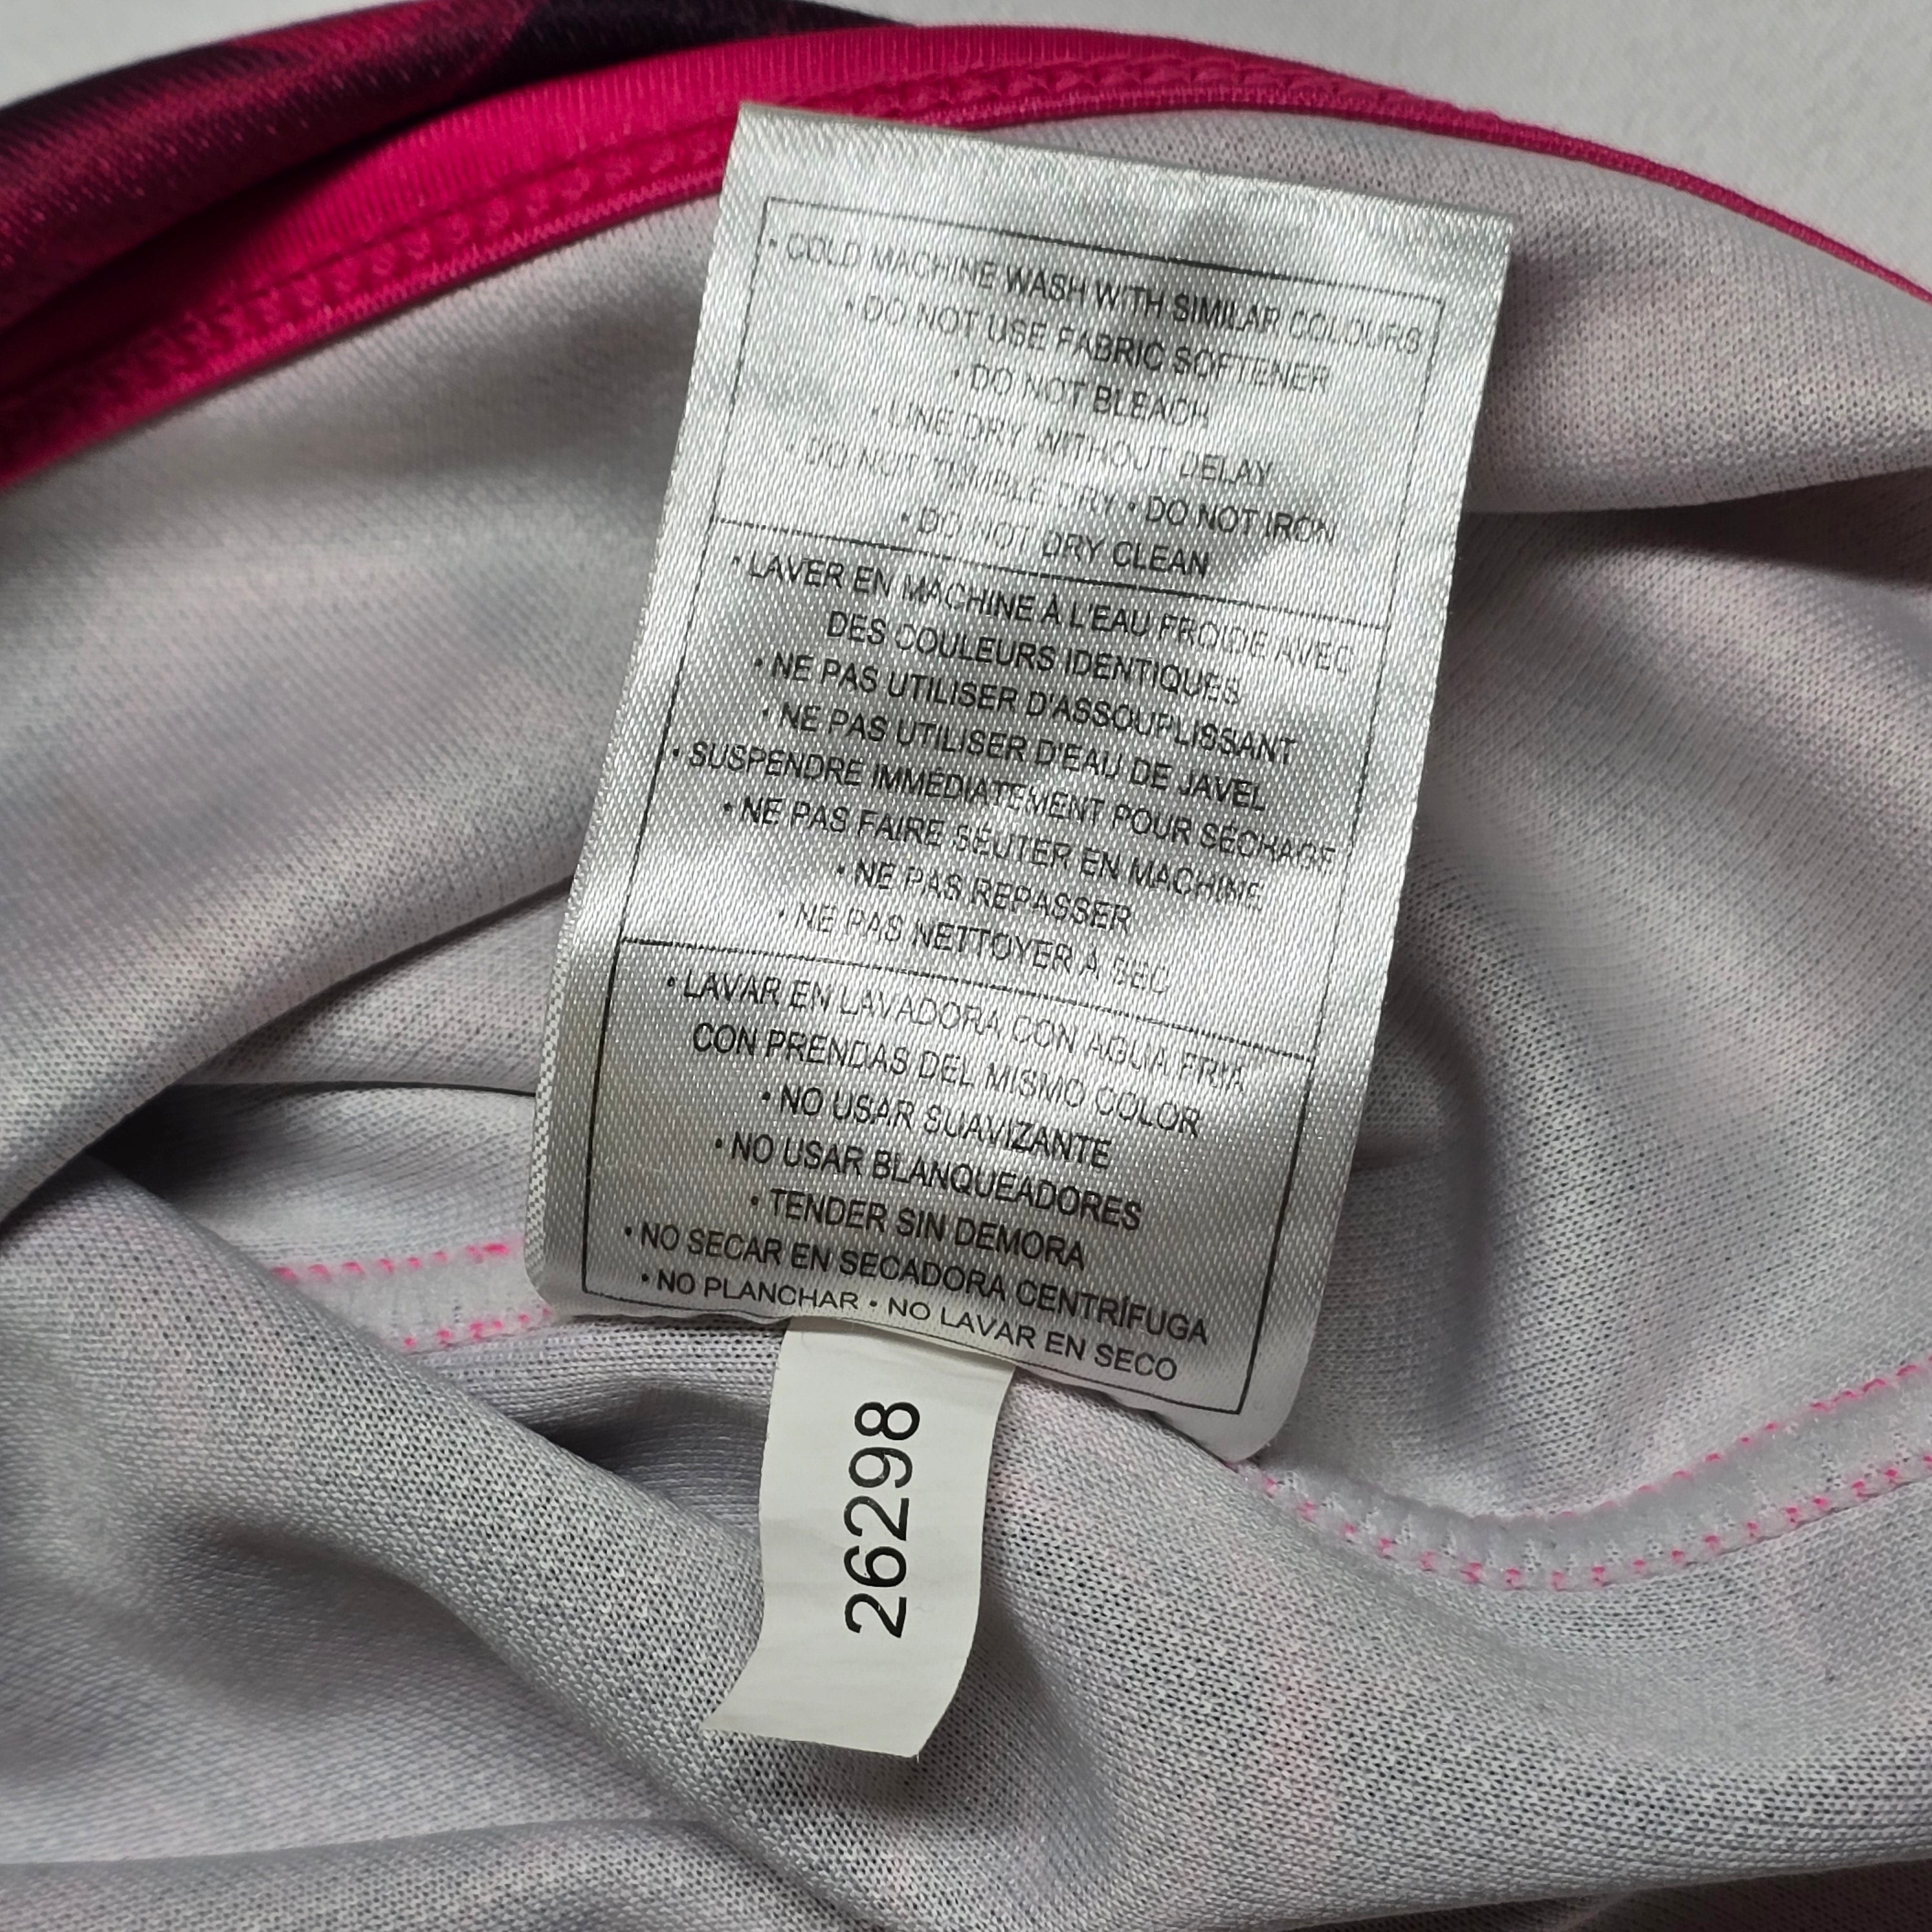 • COLD MACHINE WASH WITH SIMILAR COLOURS
• DO NOT USE FABRIC SOFTENER
• DO NOT BLEACH
• LINE DRY WITHOUT DELAY
• DO NOT TUMBLE DRY • DO NOT IRON
• DO NOT DRY CLEAN
• LAVER EN MACHINE À L'EAU FROIDE AVEC
DES COULEURS IDENTIQUES
• NE PAS UTILISER D'ASSOUPLISSANT
• NE PAS UTILISER D'EAU DE JAVEL
• SUSPENDRE IMMÉDIATEMENT POUR SÉCHAGE
• NE PAS FAIRE SÉUTER EN MACHINE
• NE PAS REPASSER
• NE PAS NETTOYER À SEC
• LAVAR EN LAVADORA CON AGUA FRIA
CON PRENDAS DEL MISMO COLOR
• NO USAR SUAVIZANTE
• NO USAR BLANQUEADORES
• TENDER SIN DEMORA
• NO SECAR EN SECADORA CENTRÍFUGA
• NO PLANCHAR • NO LAVAR EN SECO
26298